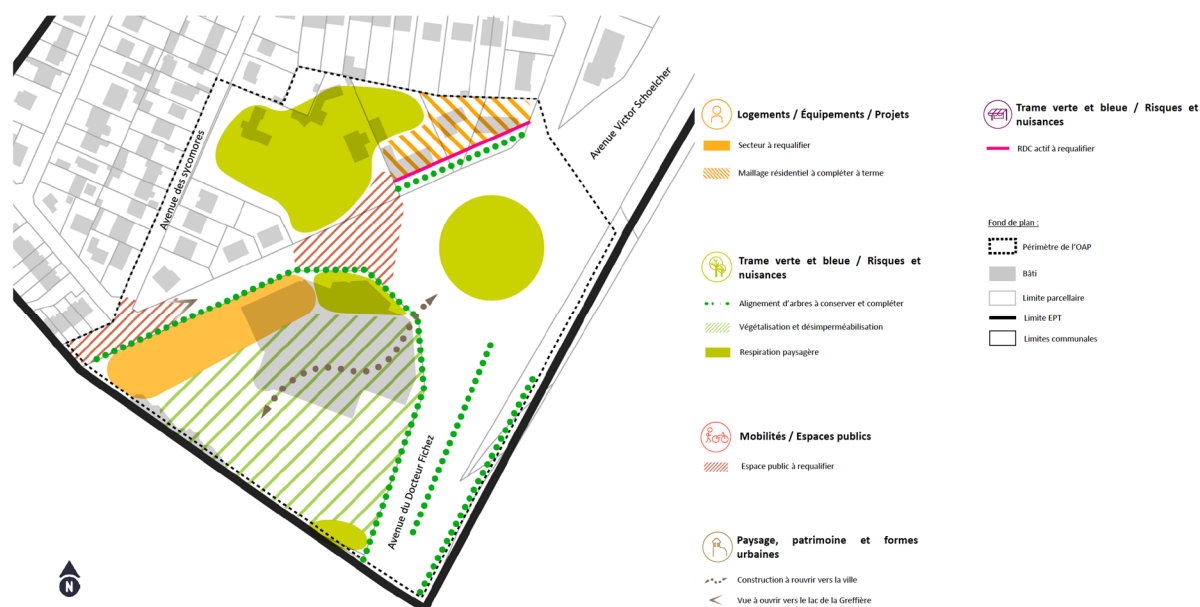 Avenue des sycomores
Avenue Victor Schoelcher
Avenue du Docteur Fichez
N
Logements / Équipements / Projets
Secteur à requalifier
Maillage résidentiel à compléter à terme
Trame verte et bleue / Risques et
nuisances
Alignement d'arbres à conserver et compléter
Végétalisation et désimperméabilisation
Respiration paysagère
Mobilités / Espaces publics
Espace public à requalifier
Paysage, patrimoine et formes
urbaines
Construction à rouvrir vers la ville
Vue à ouvrir vers le lac de la Greffière
Trame verte et bleue / Risques et
nuisances
RDC actif à requalifier
Fond de plan :
Périmètre de l'OAP
Bâti
Limite parcellaire
Limite EPT
Limites communales